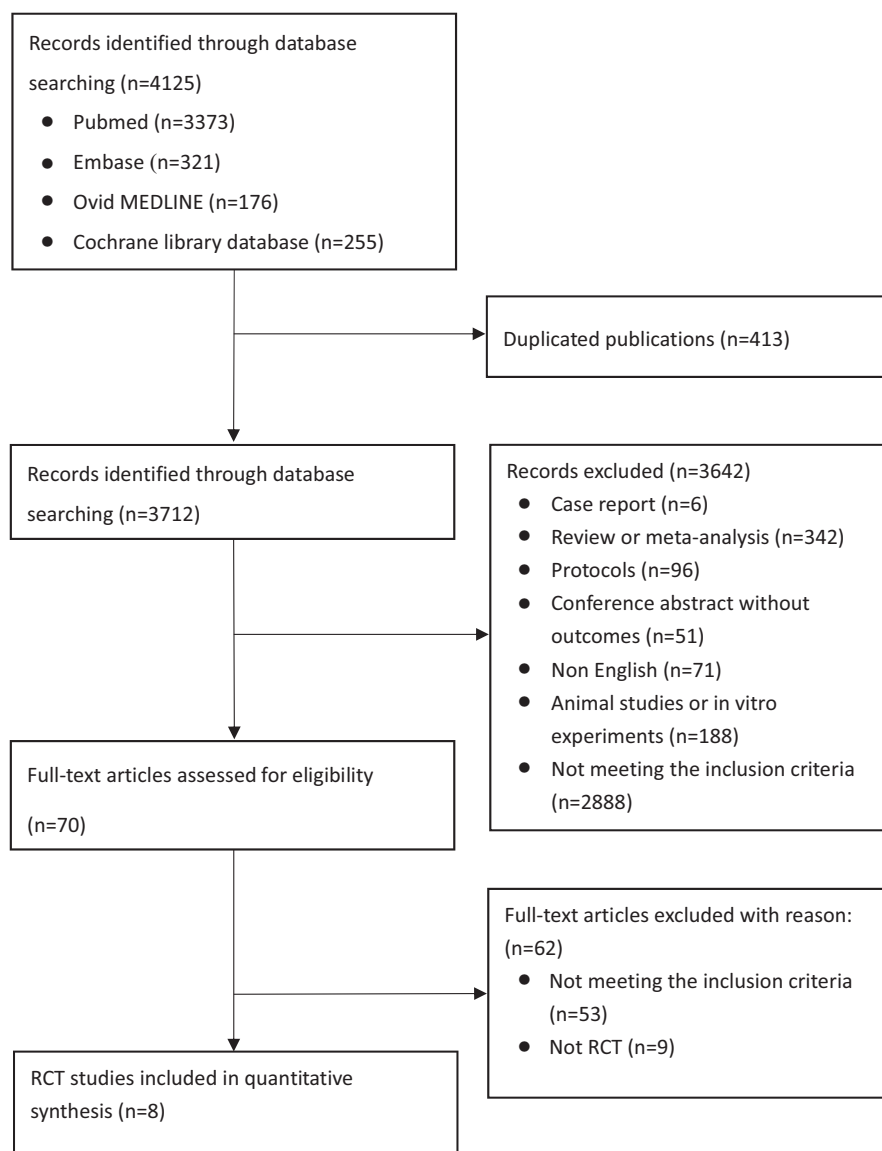 Records identified through database
searching (n=4125)
● Pubmed (n=3373)
● Embase (n=321)
● Ovid MEDLINE (n=176)
● Cochrane library database (n=255)
Duplicated publications (n=413)
Records identified through database
searching (n=3712)
Records excluded (n=3642)
● Case report (n=6)
● Review or meta-analysis (n=342)
● Protocols (n=96)
● Conference abstract without
outcomes (n=51)
● Non English (n=71)
● Animal studies or in vitro
experiments (n=188)
● Not meeting the inclusion criteria
(n=2888)
Full-text articles assessed for eligibility
(n=70)
Full-text articles excluded with reason:
(n=62)
● Not meeting the inclusion criteria
(n=53)
● Not RCT (n=9)
RCT studies included in quantitative
synthesis (n=8)